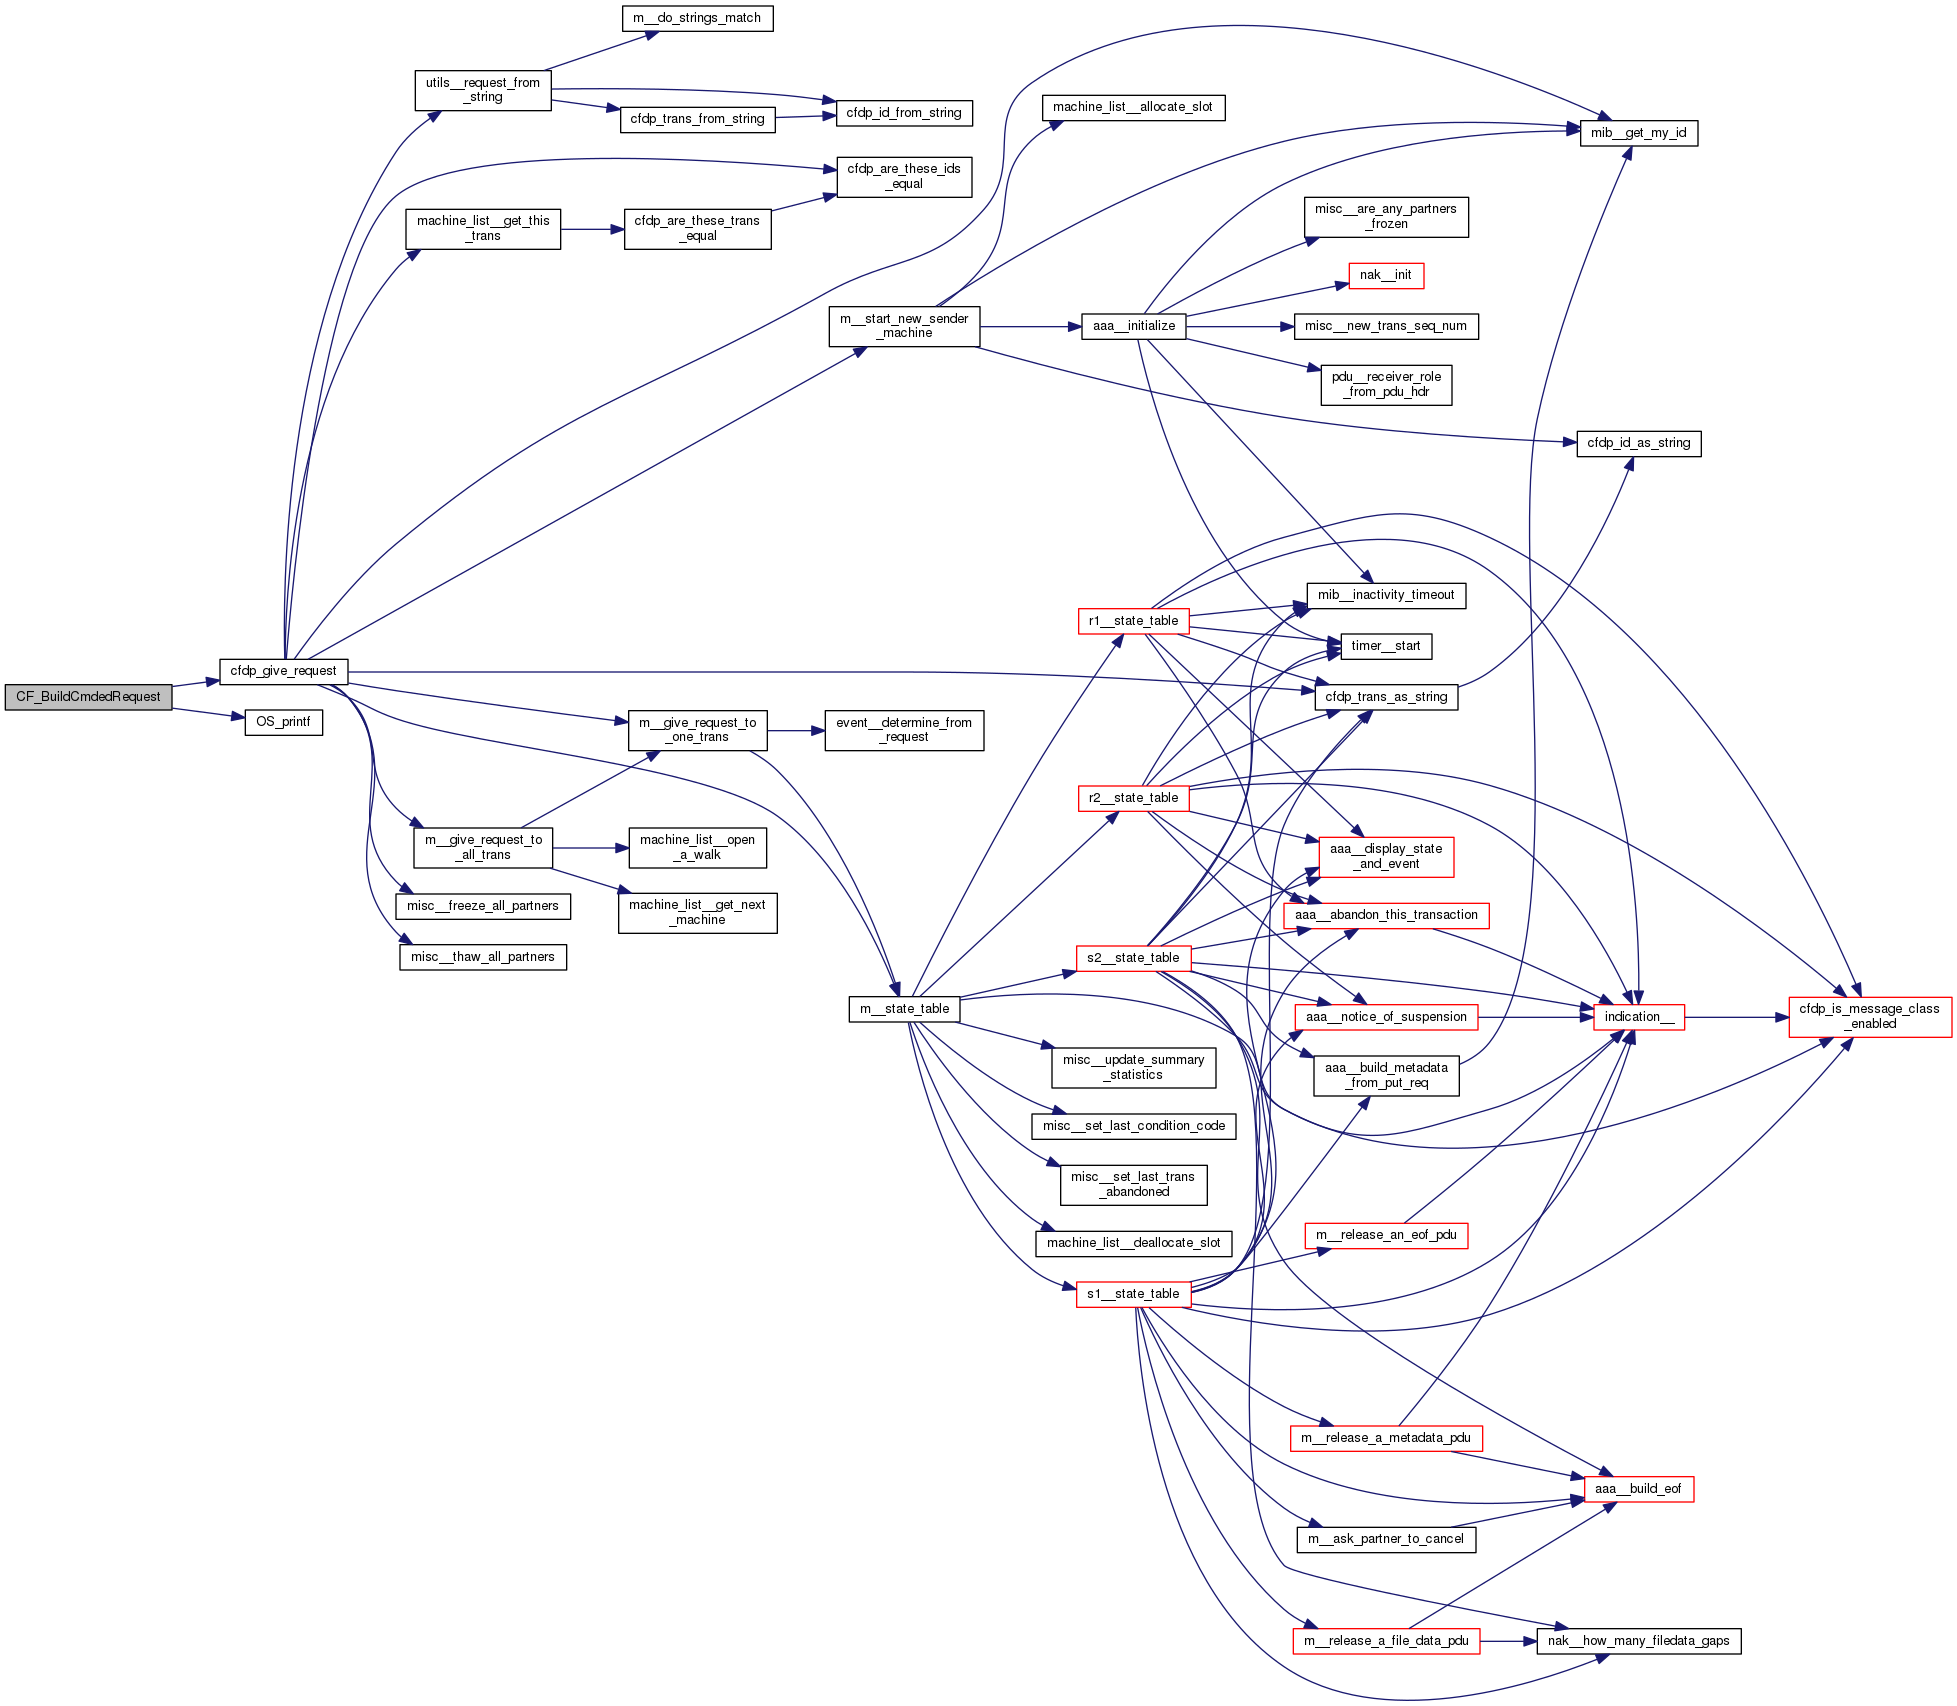 m__do_strings_match
utils__request_from
_string
cfdp_trans_from_string
cfdp_id_from_string
machine_list__allocate_slot
mib__get_my_id
cfdp_are_these_ids
_equal
machine_list__get_this
_trans
cfdp_are_these_trans
_equal
misc__are_any_partners
_frozen
nak__init
m__start_new_sender
_machine
aaa__initialize
misc__new_trans_seq_num
pdu__receiver_role
_from_pdu_hdr
cfdp_id_as_string
mib__inactivity_timeout
r1__state_table
timer__start
cfdp_give_request
CF_BuildCmdedRequest
OS_printf
cfdp_trans_as_string
m__give_request_to
_one_trans
event__determine_from
_request
r2__state_table
m__give_request_to
_all_trans
machine_list__open
_a_walk
aaa__display_state
_and_event
misc__freeze_all_partners
machine_list__get_next
_machine
aaa__abandon_this_transaction
misc__thaw_all_partners
s2__state_table
m__state_table
aaa__notice_of_suspension
indication__
cfdp_is_message_class
_enabled
misc__update_summary
_statistics
aaa__build_metadata
_from_put_req
misc__set_last_condition_code
misc__set_last_trans
_abandoned
machine_list__deallocate_slot
m__release_an_eof_pdu
s1__state_table
m__release_a_metadata_pdu
aaa__build_eof
m__ask_partner_to_cancel
m__release_a_file_data_pdu
nak__how_many_filedata_gaps